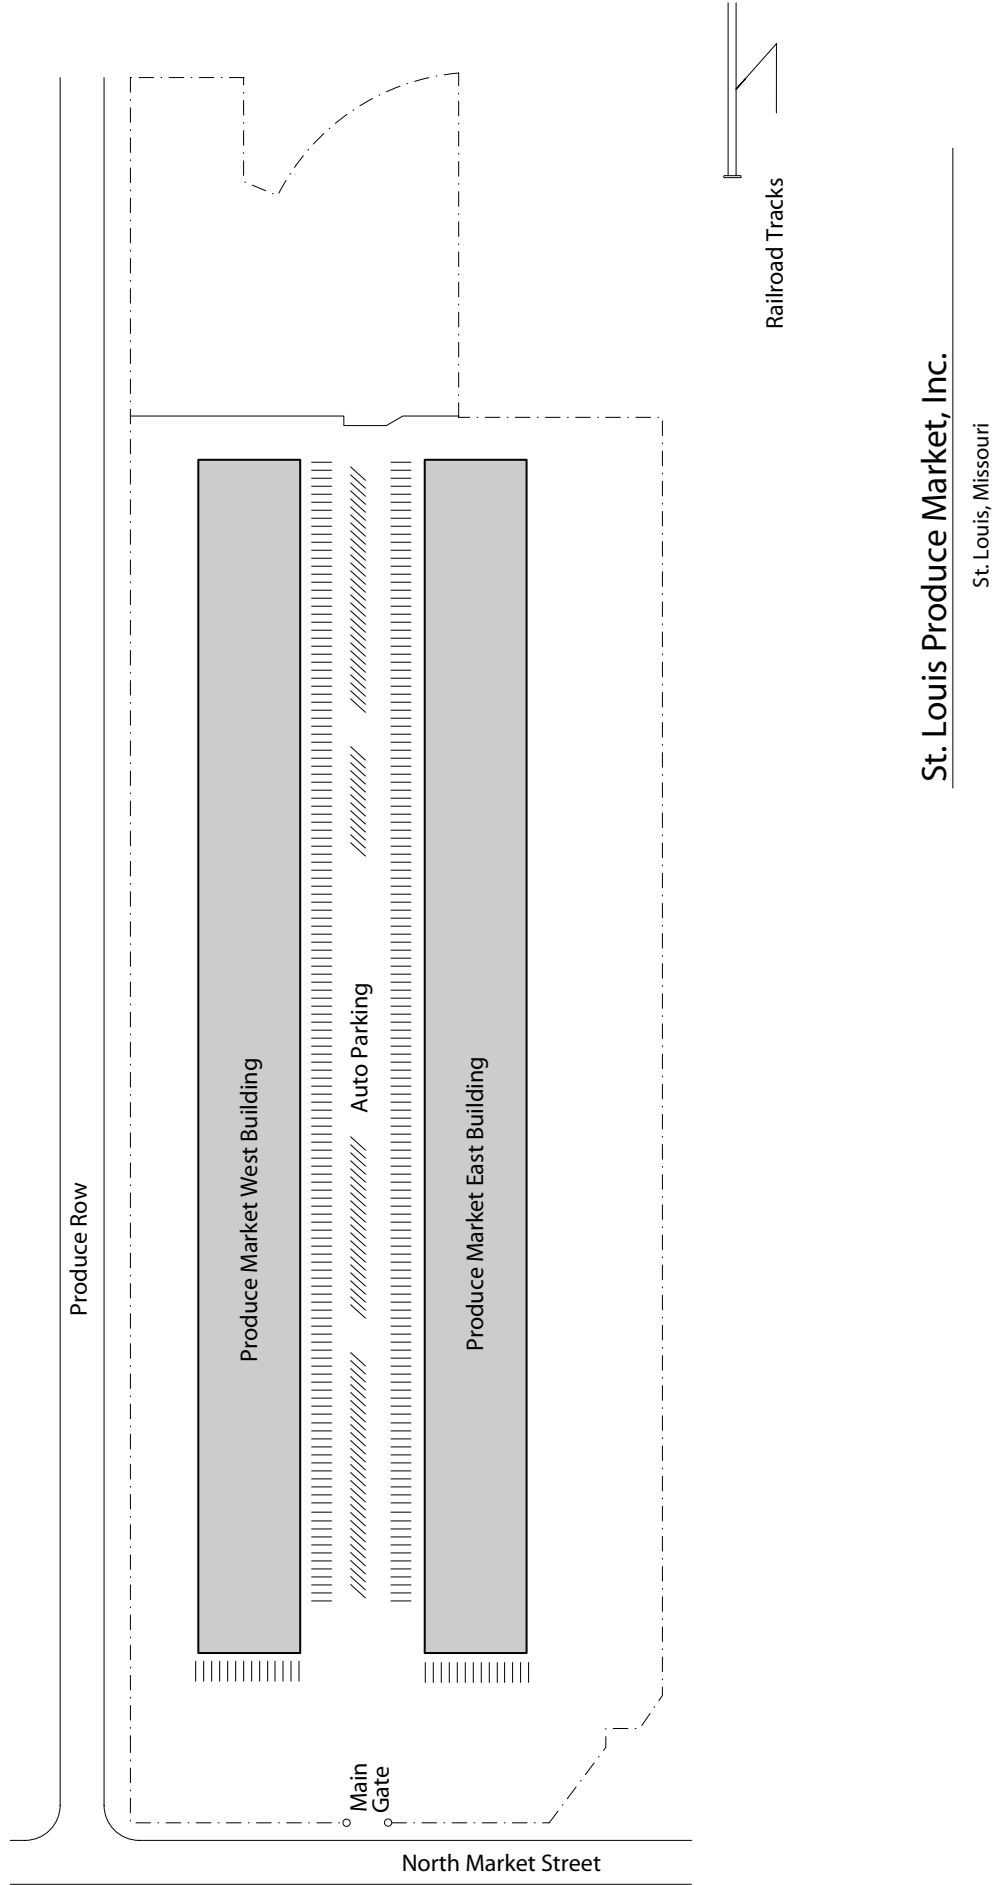 Railroad Tracks
St. Louis Produce Market, Inc.
St. Louis, Missouri
Produce Row
Produce Market West Building
Auto Parking
Produce Market East Building
Main
Gate
North Market Street